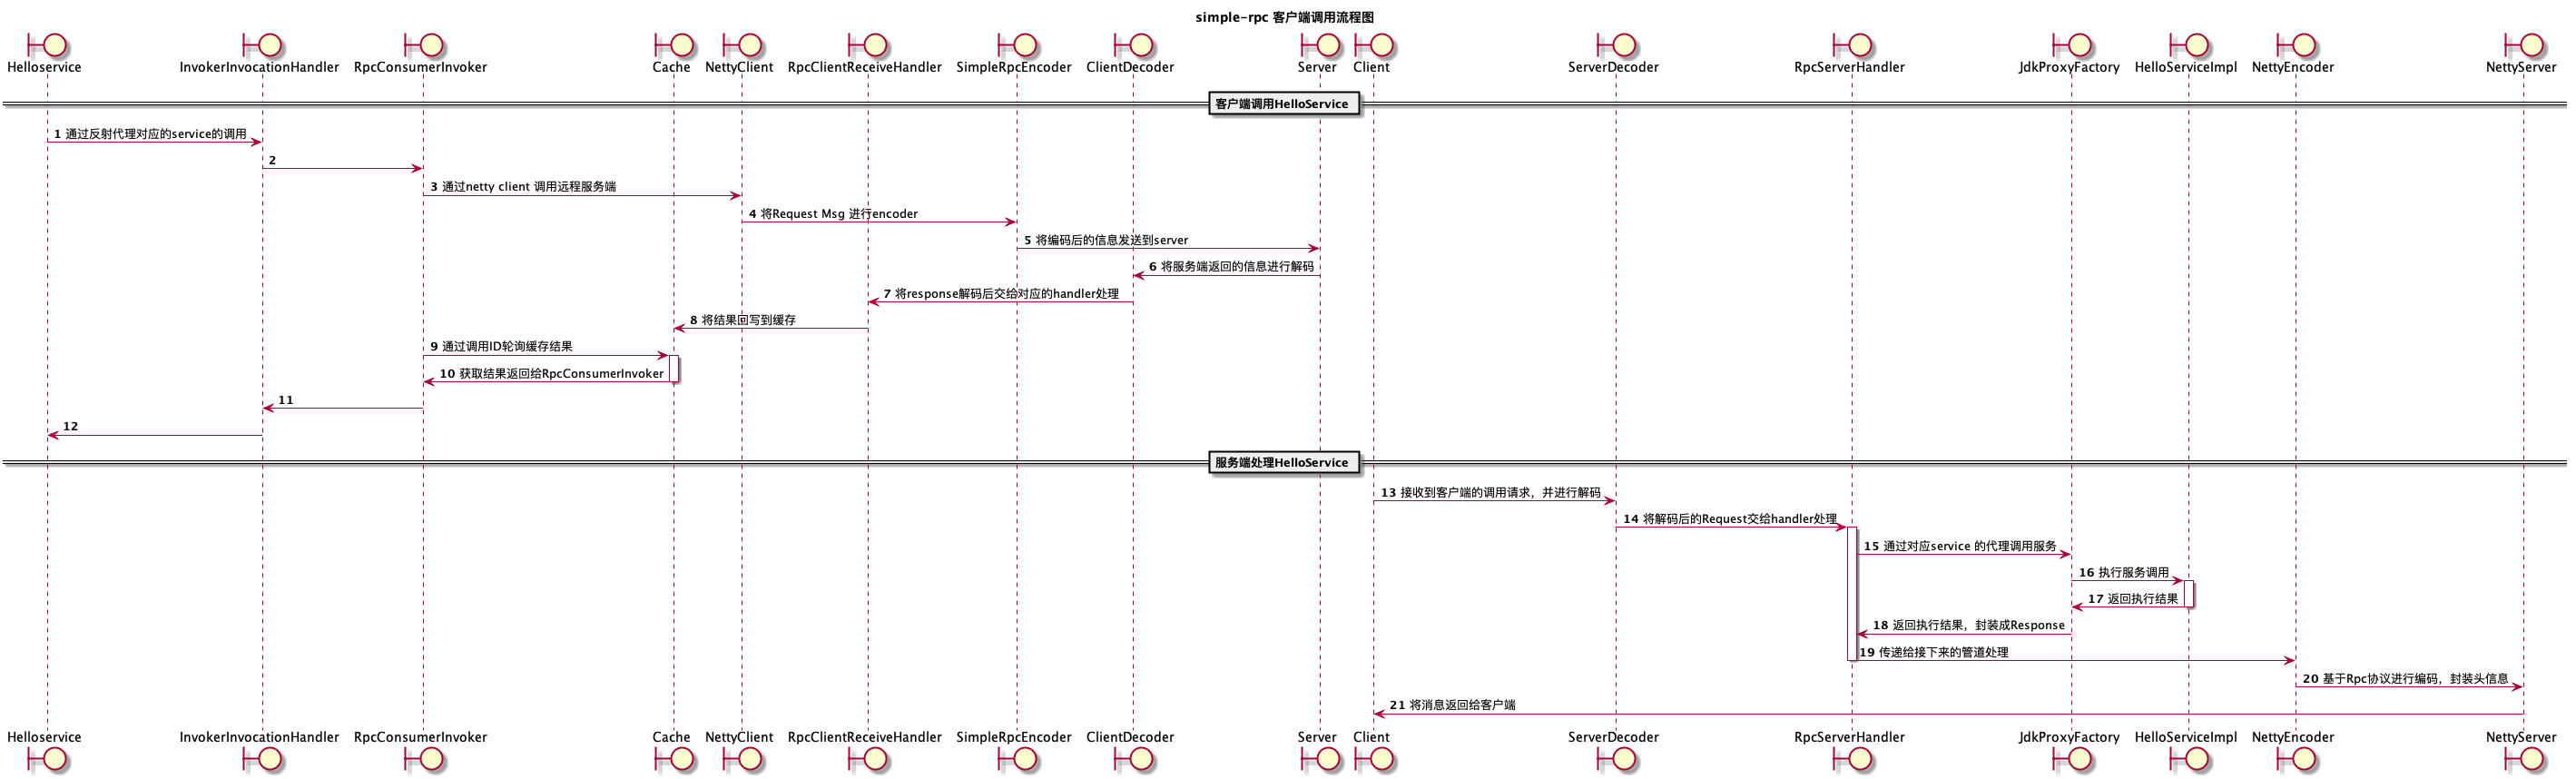 simple-rpc 客户端调用流程图
Helloservice InvokerInvocationHandler RpcConsumerInvoker Cache NettyClient RpcClientReceiveHandler SimpleRpcEncoder ClientDecoder Server Client ServerDecoder RpcServerHandler JdkProxyFactory HelloServiceImpl NettyEncoder NettyServer
客户端调用HelloService
1 通过反射代理对应的service的调用
2
3 通过netty client 调用远程服务端
4 将Request Msg 进行encoder
5 将编码后的信息发送到server
6 将服务端返回的信息进行解码
7 将response解码后交给对应的handler处理
8 将结果回写到缓存
9 通过调用ID轮询缓存结果
10 获取结果返回给RpcConsumerInvoker
11
12
服务端处理HelloService
13 接收到客户端的调用请求，并进行解码
14 将解码后的Request交给handler处理
15 通过对应service 的代理调用服务
16 执行服务调用
17 返回执行结果
18 返回执行结果，封装成Response
19 传递给接下来的管道处理
20 基于Rpc协议进行编码，封装头信息
21 将消息返回给客户端
Helloservice InvokerInvocationHandler RpcConsumerInvoker Cache NettyClient RpcClientReceiveHandler SimpleRpcEncoder ClientDecoder Server Client ServerDecoder RpcServerHandler JdkProxyFactory HelloServiceImpl NettyEncoder NettyServer